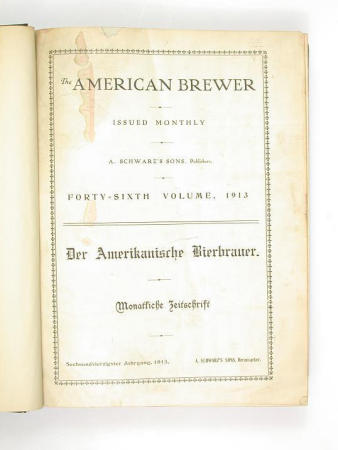 The AMERICAN BREWER
ISSUED MONTHLY
A. SCHWARZ'S SONS, Publishers.
FORTY-SIXTH VOLUME, 1913
Der Amerikanische Bierbrauer.
Monatliche Zeitschrift
Sechsundvierzigster Jahrgang, 1913.
A. SCHWARZ'S SONS, Herausgeber.